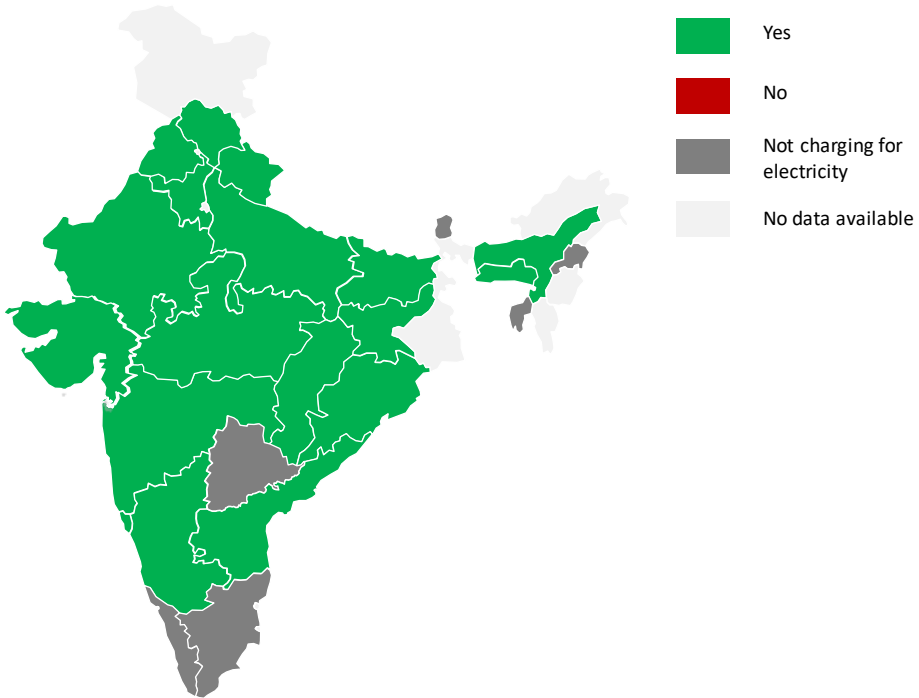 Yes
No
Not charging for
electricity
No data available